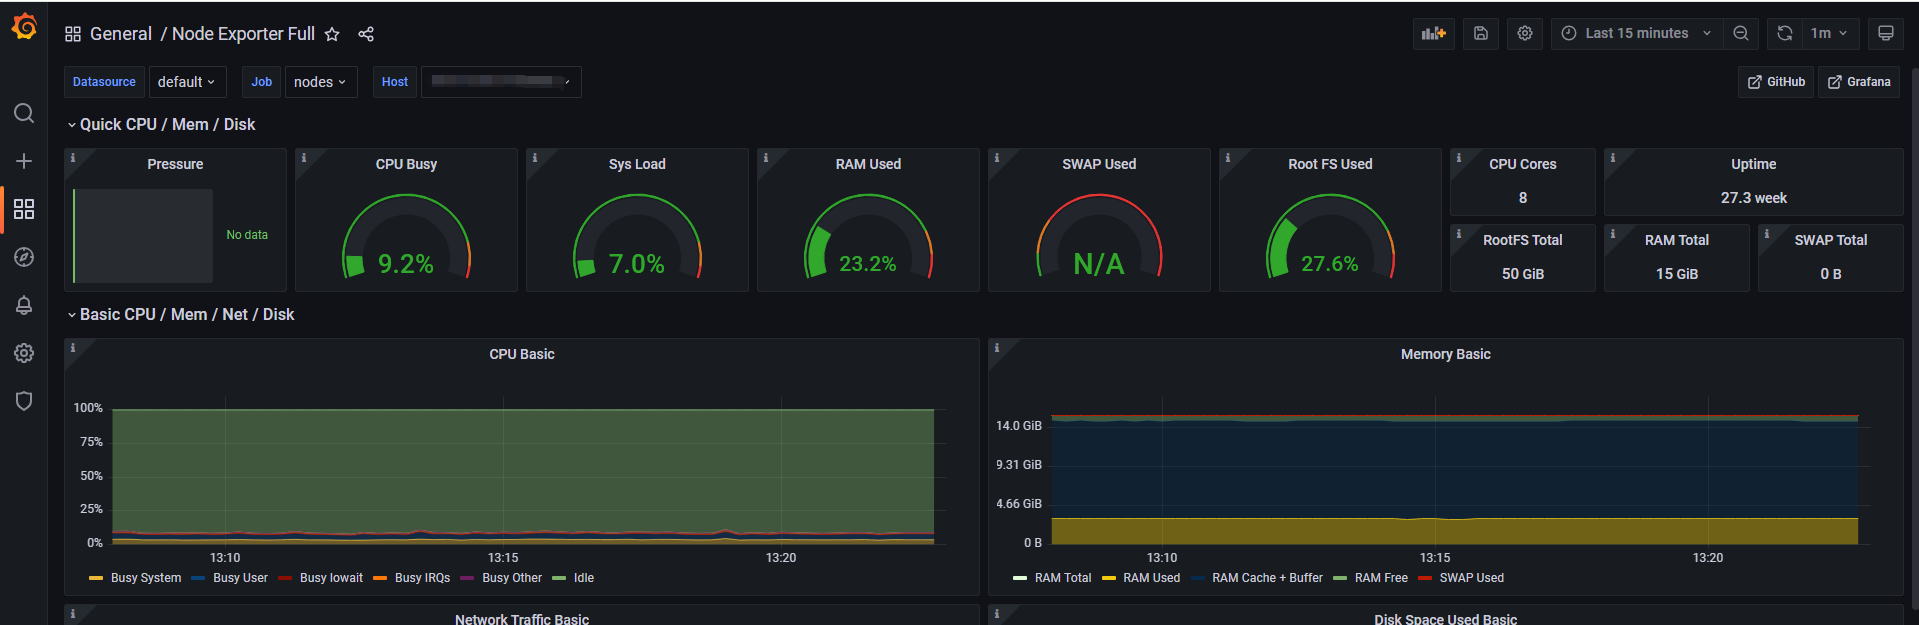 General / Node Exporter Full
Last 15 minutes
1m
Datasource default Job nodes Host
GitHub Grafana
Quick CPU / Mem / Disk
Pressure
No data
CPU Busy
9.2%
Sys Load
7.0%
RAM Used
23.2%
SWAP Used
N/A
Root FS Used
27.6%
CPU Cores
8
Uptime
27.3 week
RootFS Total
50 GiB
RAM Total
15 GiB
SWAP Total
0 B
Basic CPU / Mem / Net / Disk
CPU Basic
100%
75%
50%
25%
0%
13:10 13:15 13:20
Busy System Busy User Busy Iowait Busy IRQs Busy Other Idle
Memory Basic
14.0 GiB
9.31 GiB
4.66 GiB
0 B
13:10 13:15 13:20
RAM Total RAM Used RAM Cache + Buffer RAM Free SWAP Used
Network Traffic Basic
Disk Space Used Basic